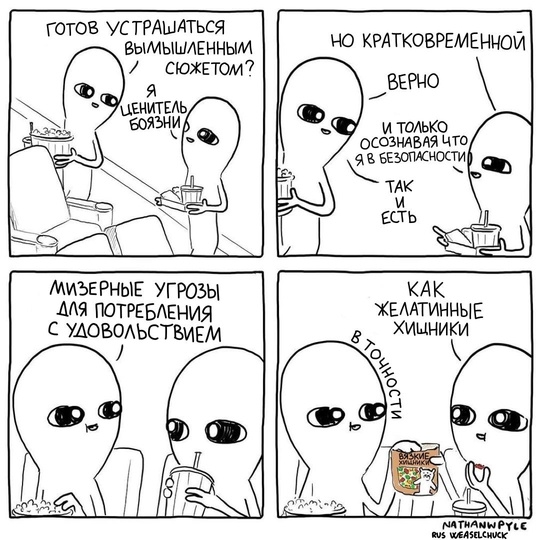 ГОТОВ УСТРАШАТЬСЯ
ВЫМЫШЛЕННЫМ
СЮЖЕТОМ?
Я
ЦЕНИТЕЛЬ
БОЯЗНИ
НО КРАТКОВРЕМЕННОЙ
ВЕРНО
И ТОЛЬКО
ОСОЗНАВАЯ ЧТО
Я В БЕЗОПАСНОСТИ
ТАК
И
ЕСТЬ
МИЗЕРНЫЕ УГРОЗЫ
ДЛЯ ПОТРЕБЛЕНИЯ
С УДОВОЛЬСТВИЕМ
КАК
ЖЕЛАТИННЫЕ
ХИЩНИКИ
В ТОЧНОСТИ
ВЯЗКИЕ
ХИЩНИКИ
NATHANWPYLE
RUS WEASELCHUCK